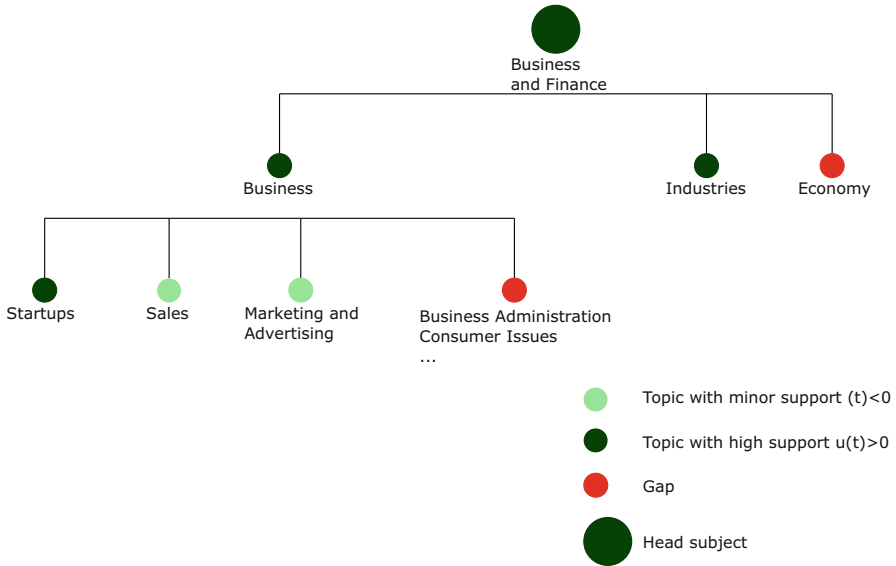 Business
and Finance
Business
Industries
Economy
Startups
Sales
Marketing and
Advertising
Business Administration
Consumer Issues
...
Topic with minor support (t)<0
Topic with high support u(t)>0
Gap
Head subject